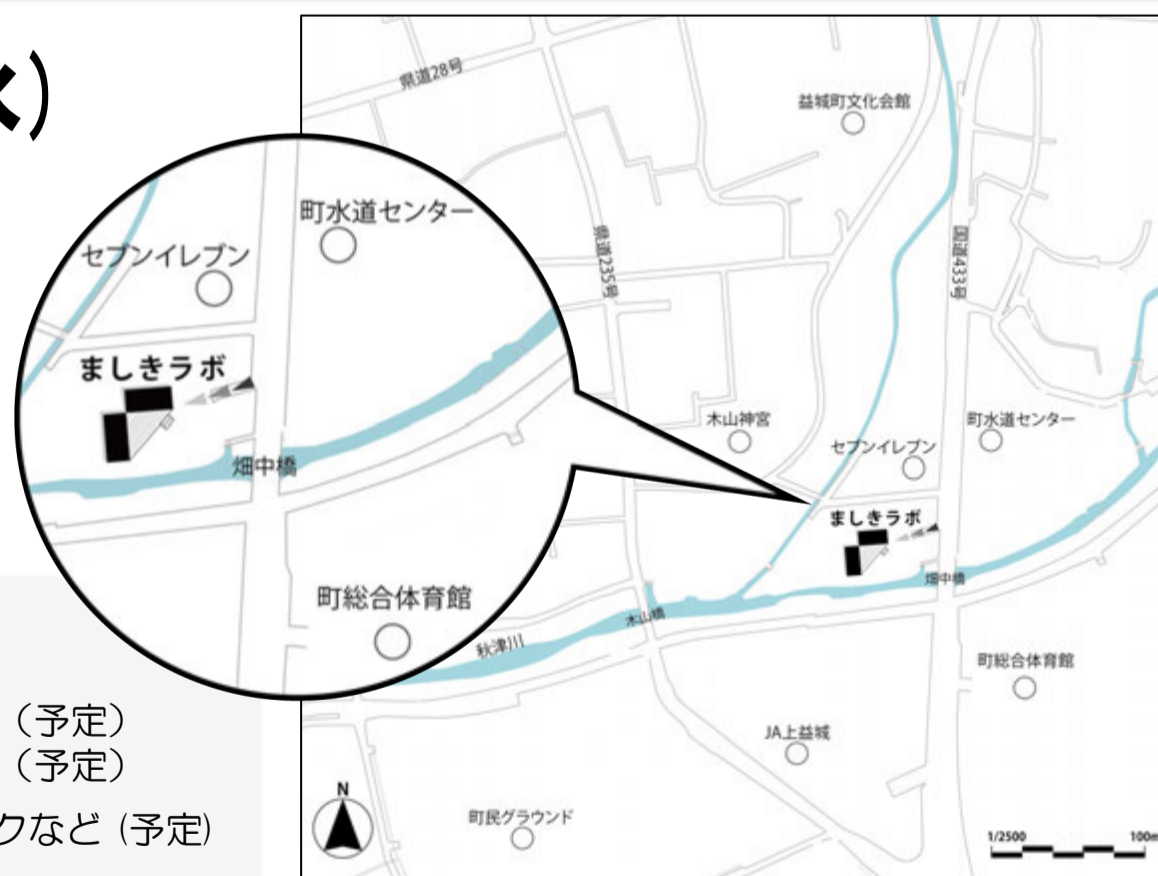 水)
県道28号
益城町文化会館
県道235号
国道433号
木山神宮
セブンイレブン
町水道センター
ましきラボ
畑中橋
木山橋
秋津川
町総合体育館
JA上益城
町民グラウンド
N
1/2500 100m
町水道センター
セブンイレブン
ましきラボ
畑中橋
町総合体育館
(予定)
(予定)
クなど (予定)